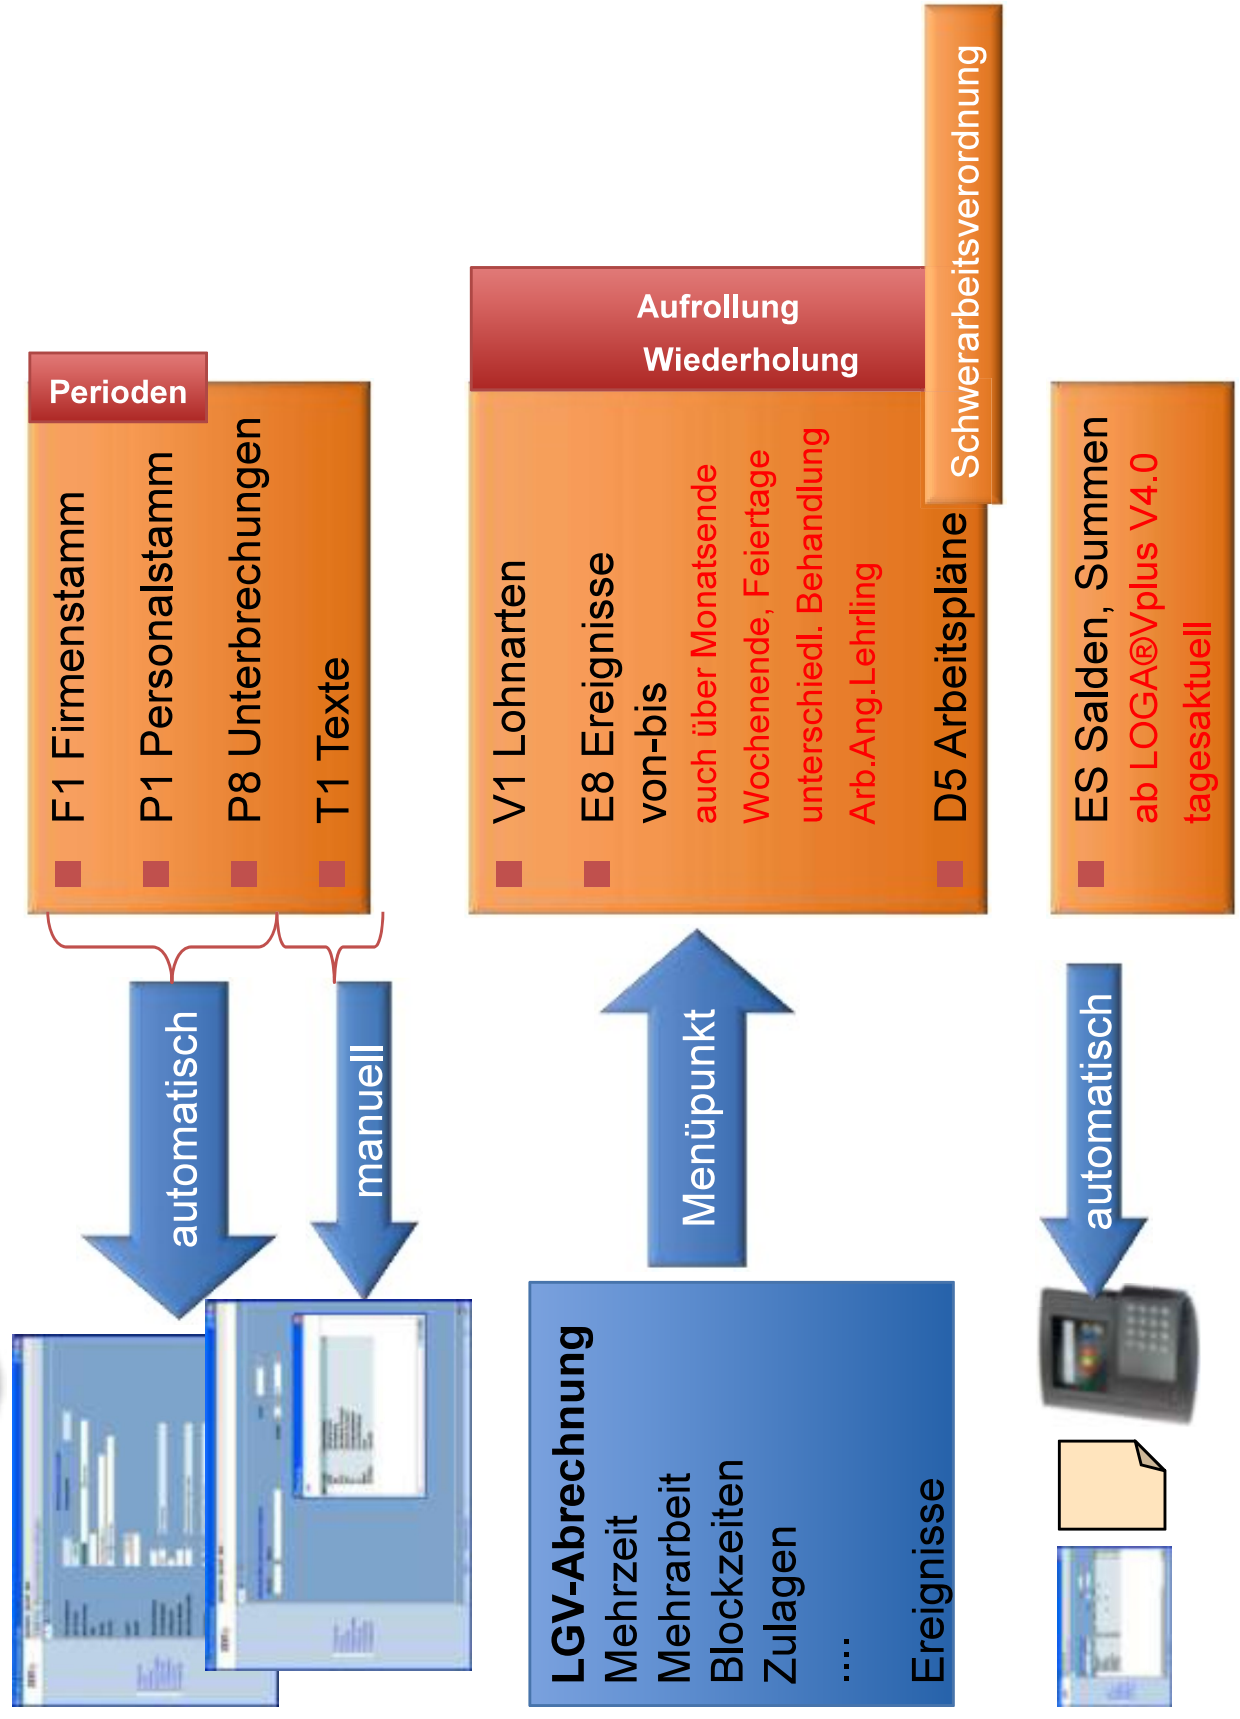 Perioden
F1 Firmenstamm
P1 Personalstamm
P8 Unterbrechungen
T1 Texte
automatisch
manuell
Aufrollung
Wiederholung
V1 Lohnarten
E8 Ereignisse
von-bis
auch über Monatsende
Wochenende, Feiertage
unterschiedl. Behandlung
Arb.Ang.Lehrling
D5 Arbeitspläne
Schwerarbeitsverordnung
Menüpunkt
LGV-Abrechnung
Mehrzeit
Mehrarbeit
Blockzeiten
Zulagen
....
Ereignisse
ES Salden, Summen
ab LOGA®Vplus V4.0
tagesaktuell
automatisch